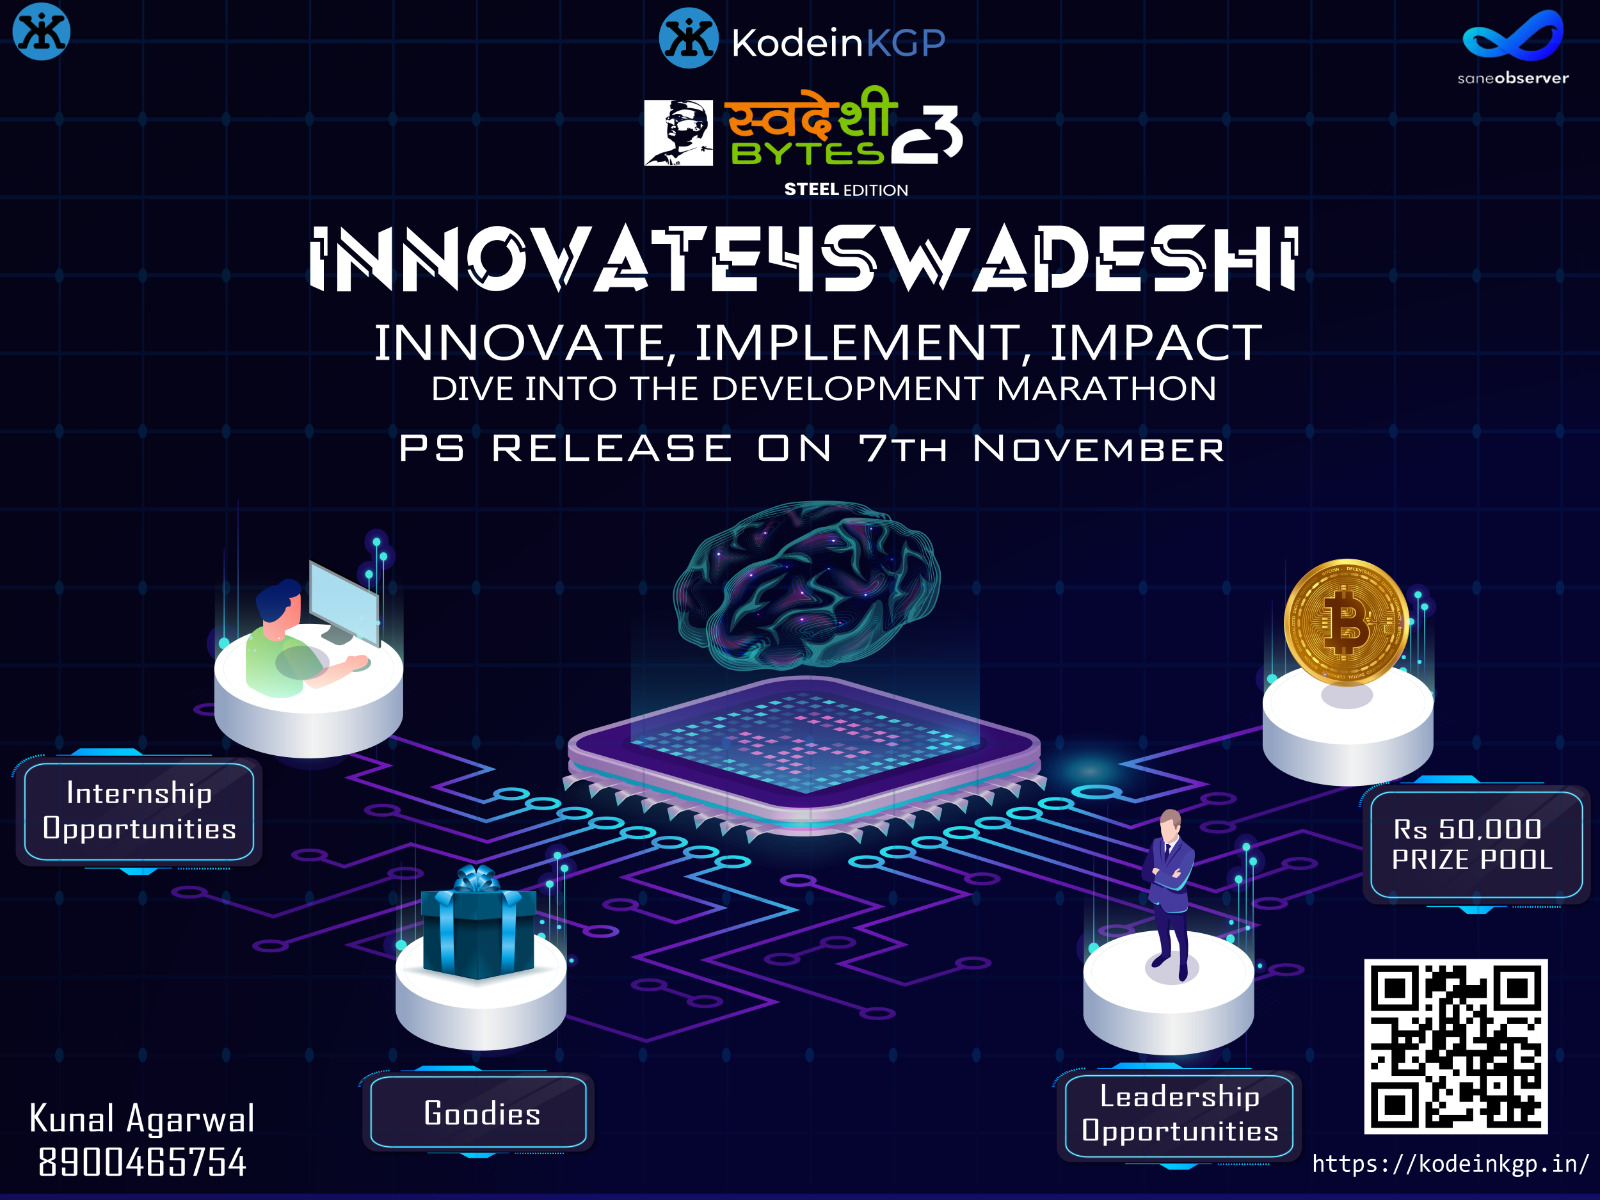 KodeinKGP
saneobserver
स्वदेशी
BYTES 23
STEEL EDITION
INNOVATE4SWADESHI
INNOVATE, IMPLEMENT, IMPACT
DIVE INTO THE DEVELOPMENT MARATHON
PS RELEASE ON 7TH NOVEMBER
Internship
Opportunities
Rs 50,000
PRIZE POOL
Goodies
Leadership
Opportunities
Kunal Agarwal
8900465754
https://kodeinkgp.in/